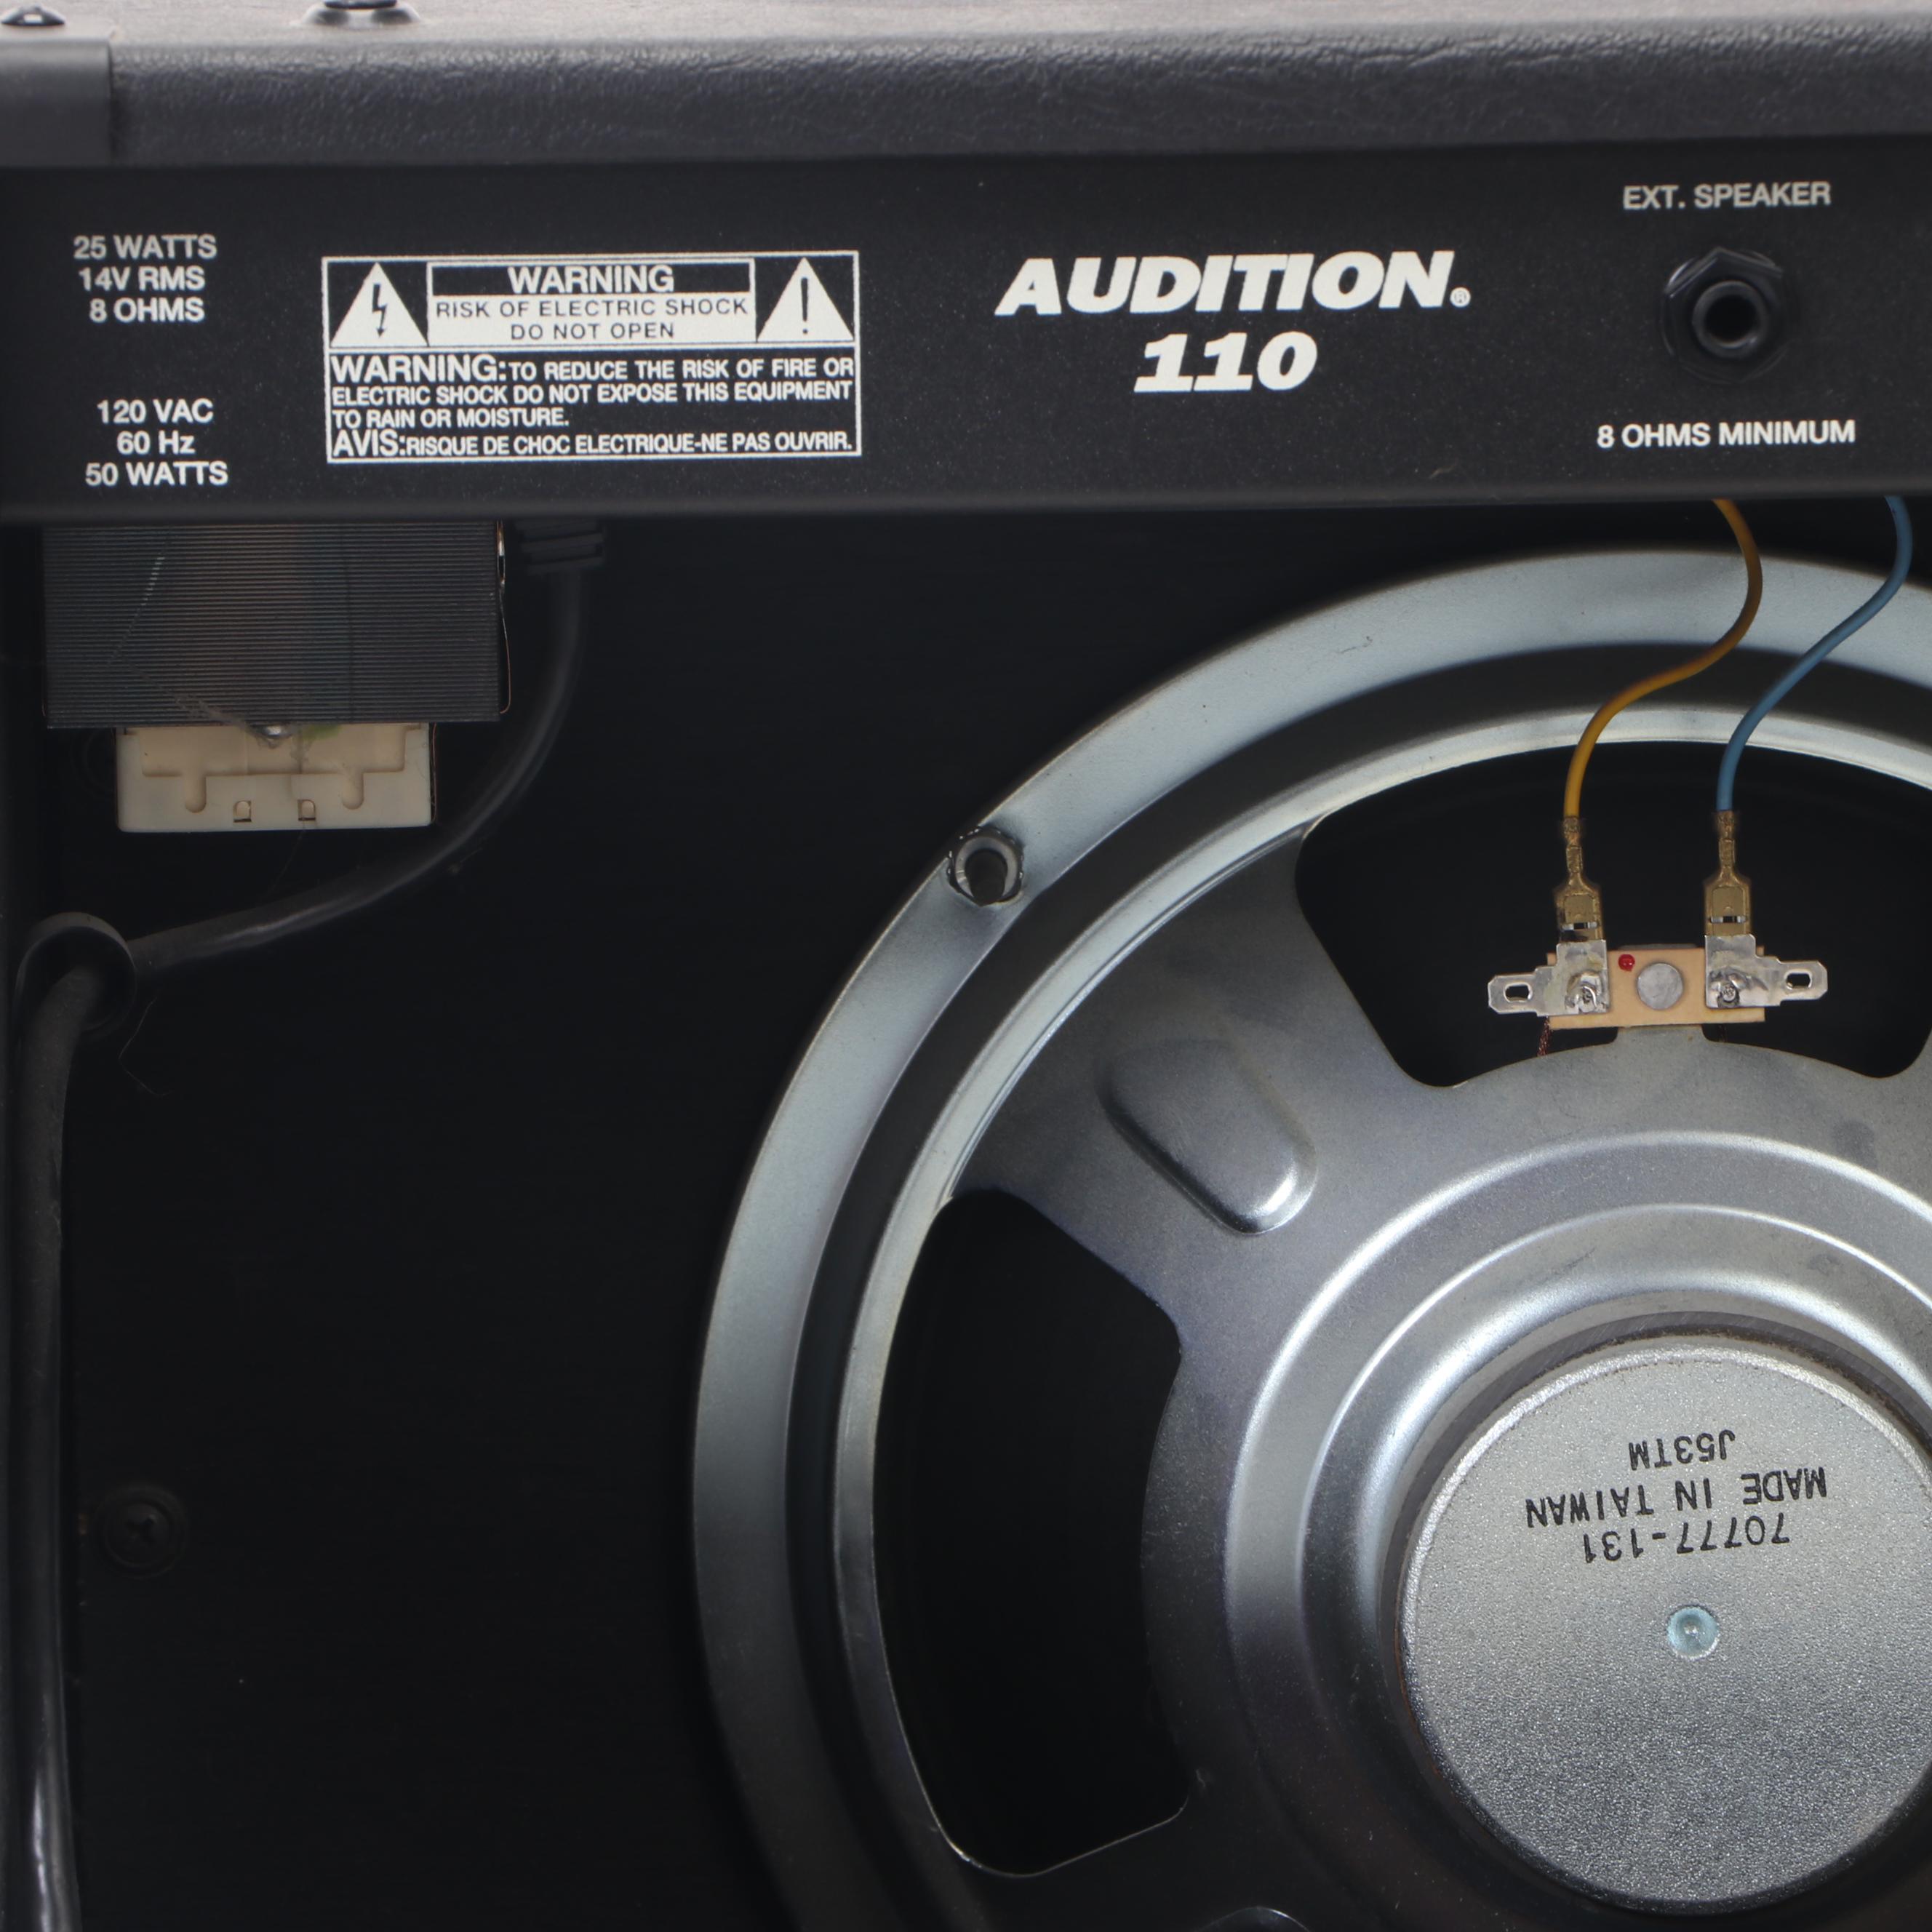 25 WATTS
14V RMS
8 OHMS
120 VAC
60 Hz
50 WATTS
WARNING
RISK OF ELECTRIC SHOCK
DO NOT OPEN
WARNING: TO REDUCE THE RISK OF FIRE OR
ELECTRIC SHOCK DO NOT EXPOSE THIS EQUIPMENT
TO RAIN OR MOISTURE.
AVIS: RISQUE DE CHOC ELECTRIQUE-NE PAS OUVRIR.
AUDITION®
110
EXT. SPEAKER
8 OHMS MINIMUM
70777-131
MADE IN TAIWAN
J53TM